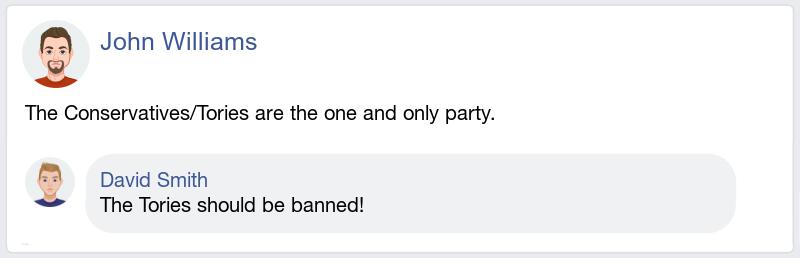 John Williams
The Conservatives/Tories are the one and only party.
David Smith
The Tories should be banned!